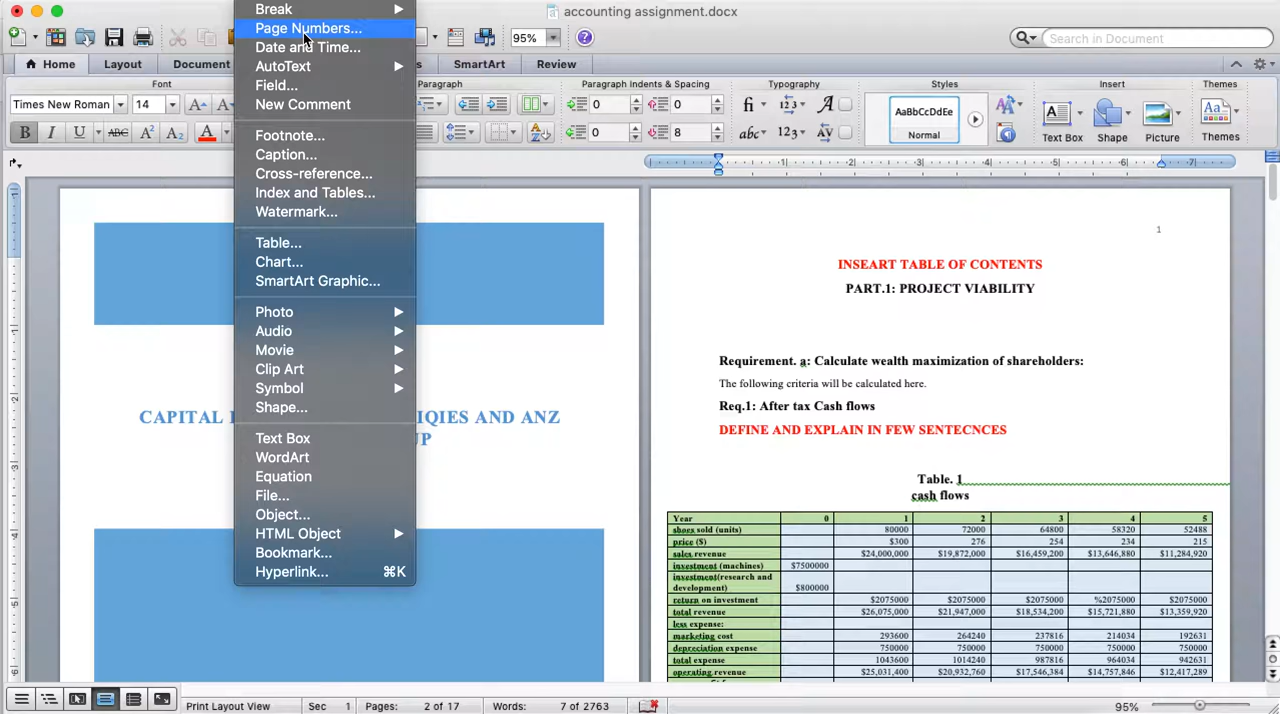 accounting assignment.docx
Break
Page Numbers...
Date and Time...
AutoText
Field...
New Comment
Footnote...
Caption...
Cross-reference...
Index and Tables...
Watermark...
Table...
Chart...
SmartArt Graphic...
Photo
Audio
Movie
Clip Art
Symbol
Shape...
Text Box
WordArt
Equation
File...
Object...
HTML Object
Bookmark...
Hyperlink... ⌘K
95%
Search in Document
Home Layout Document SmartArt Review
Font Paragraph Paragraph Indents & Spacing Typography Styles Insert Themes
Times New Roman 14 0 0 AaBbCcDdEe
0 8 Normal Text Box Shape Picture Themes
1
INSEART TABLE OF CONTENTS
PART.1: PROJECT VIABILITY
Requirement. a: Calculate wealth maximization of shareholders:
The following criteria will be calculated here.
Req.1: After tax Cash flows
DEFINE AND EXPLAIN IN FEW SENTECNCES
CAPITAL IQIES AND ANZ
Table. 1
cash flows
Year 0 1 2 3 4 5
shoes sold (units) 80000 72000 64800 58320 52488
price ($) $300 276 254 234 215
sales revenue $24,000,000 $19,872,000 $16,459,200 $13,646,880 $11,284,920
investment (machines) $7500000
investment(research and
development) $800000
return on investment $2075000 $2075000 $2075000 %2075000 $2075000
total revenue $26,075,000 $21,947,000 $18,534,200 $15,721,880 $13,359,920
less expense:
marketing cost 293600 264240 237816 214034 192631
depreciation expense 750000 750000 750000 750000 750000
total expense 1043600 1014240 987816 964034 942631
operating revenue $25,031,400 $20,932,760 $17,546,384 $14,757,846 $12,417,289
Print Layout View Sec 1 Pages: 2 of 17 Words: 7 of 2763 95%